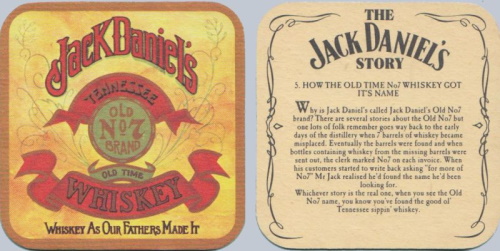 Jack Daniel's
TENNESSEE
OLD
No7
BRAND
OLD TIME
WHISKEY
WHISKEY AS OUR FATHERS MADE IT
THE
JACK DANIEL'S
STORY
5. HOW THE OLD TIME No7 WHISKEY GOT
IT'S NAME
Why is Jack Daniel's called Jack Daniel's Old No7
brand? There are several stories about the Old No7 but
one lots of folk remember goes way back to the early
days of the distillery when 7 barrels of whiskey became
misplaced. Eventually the barrels were found and when
bottles containing whiskey from the missing barrels were
sent out, the clerk marked No7 on each invoice. When
his customers started to write back asking "for more of
No7" Mr Jack realised he'd found the name he'd been
looking for.
Whichever story is the real one, when you see the Old
No7 name, you know you've found the good ol'
Tennessee sippin' whiskey.